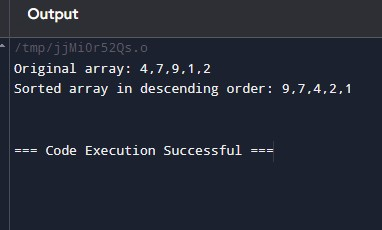 Output
/tmp/jjMi0r52Qs.o
Original array: 4,7,9,1,2
Sorted array in descending order: 9,7,4,2,1
=== Code Execution Successful ===